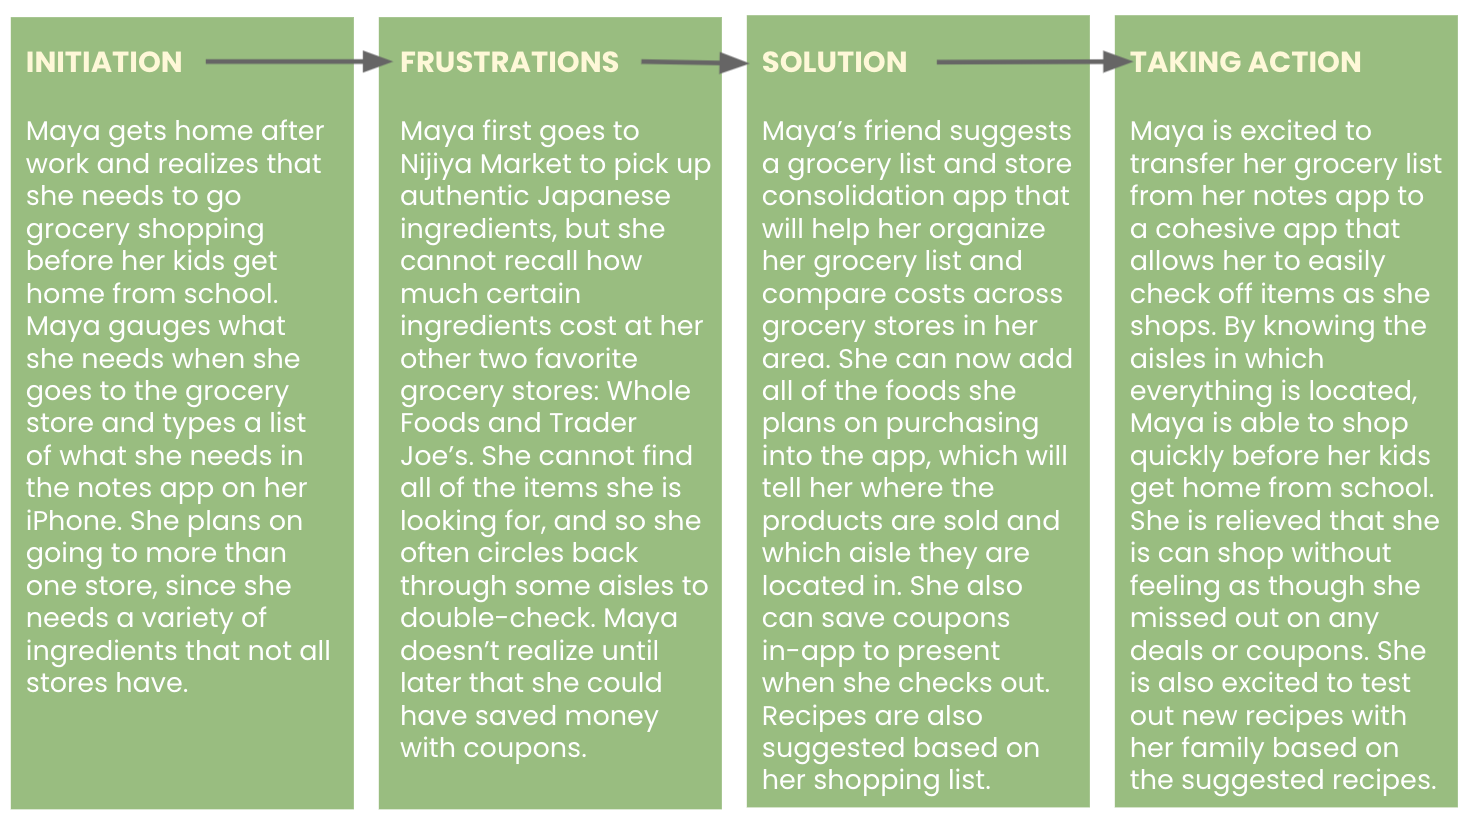 INITIATION
Maya gets home after
work and realizes that
she needs to go
grocery shopping
before her kids get
home from school.
Maya gauges what
she needs when she
goes to the grocery
store and types a list
of what she needs in
the notes app on her
iPhone. She plans on
going to more than
one store, since she
needs a variety of
ingredients that not all
stores have.
FRUSTRATIONS
Maya first goes to
Nijiya Market to pick up
authentic Japanese
ingredients, but she
cannot recall how
much certain
ingredients cost at her
other two favorite
grocery stores: Whole
Foods and Trader
Joe’s. She cannot find
all of the items she is
looking for, and so she
often circles back
through some aisles to
double-check. Maya
doesn’t realize until
later that she could
have saved money
with coupons.
SOLUTION
Maya’s friend suggests
a grocery list and store
consolidation app that
will help her organize
her grocery list and
compare costs across
grocery stores in her
area. She can now add
all of the foods she
plans on purchasing
into the app, which will
tell her where the
products are sold and
which aisle they are
located in. She also
can save coupons
in-app to present
when she checks out.
Recipes are also
suggested based on
her shopping list.
TAKING ACTION
Maya is excited to
transfer her grocery list
from her notes app to
a cohesive app that
allows her to easily
check off items as she
shops. By knowing the
aisles in which
everything is located,
Maya is able to shop
quickly before her kids
get home from school.
She is relieved that she
is can shop without
feeling as though she
missed out on any
deals or coupons. She
is also excited to test
out new recipes with
her family based on
the suggested recipes.